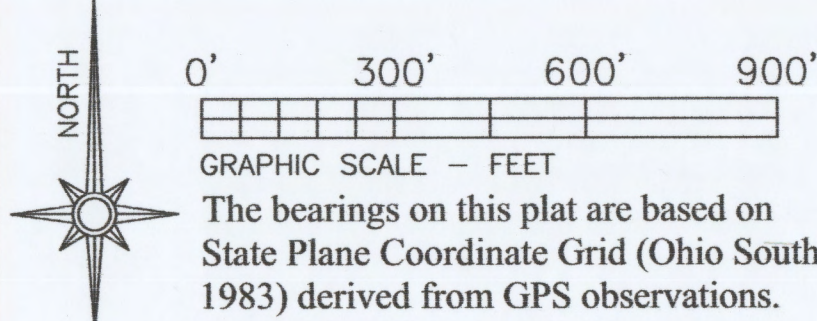 NORTH
0' 300' 600' 900'
GRAPHIC SCALE – FEET
The bearings on this plat are based on
State Plane Coordinate Grid (Ohio South
1983) derived from GPS observations.